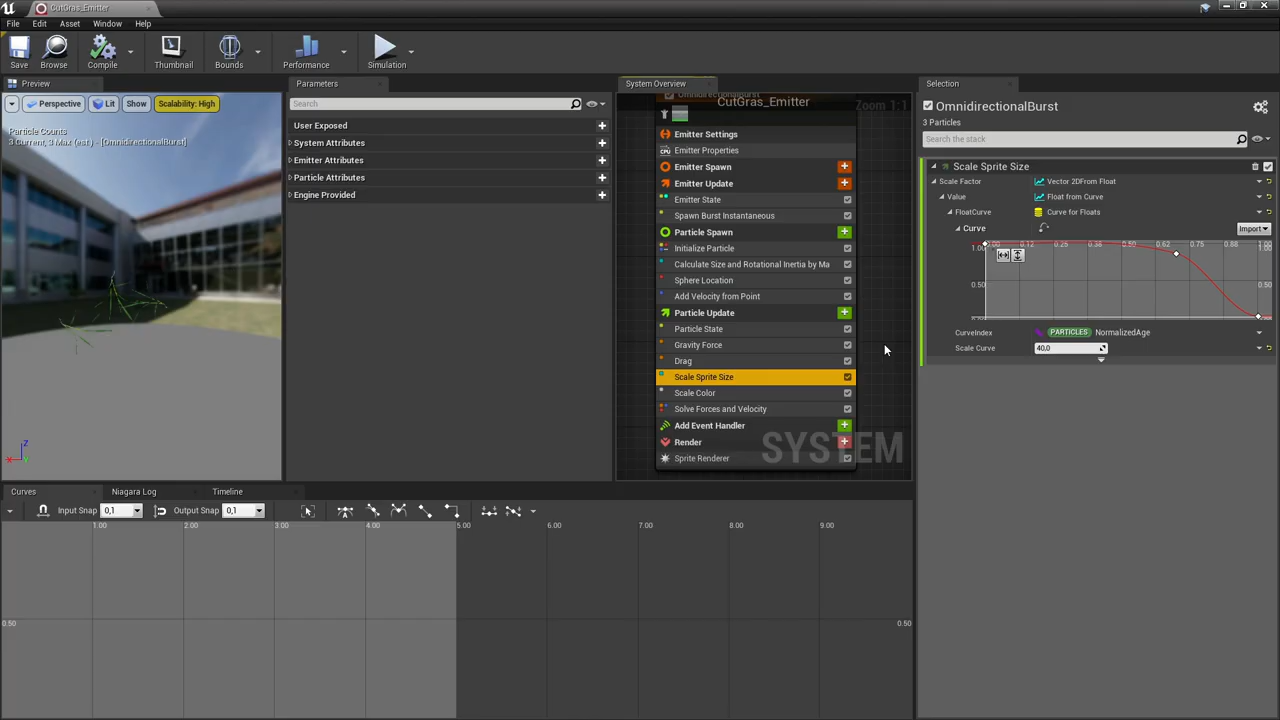 CutGras_Emitter
File Edit Asset Window Help
Save Browse Compile Thumbnail Bounds Performance Simulation
Preview
Perspective Lit Show Scalability: High
Particle Counts
3 Current, 3 Max (est.) - [OmnidirectionalBurst]
Z
X
Parameters
Search
User Exposed
System Attributes
Emitter Attributes
Particle Attributes
Engine Provided
System Overview
OmnidirectionalBurst
CutGras_Emitter
Zoom 1:1
Emitter Settings
CPU Emitter Properties
Emitter Spawn
Emitter Update
Emitter State
Spawn Burst Instantaneous
Particle Spawn
Initialize Particle
Calculate Size and Rotational Inertia by Ma
Sphere Location
Add Velocity from Point
Particle Update
Particle State
Gravity Force
Drag
Scale Sprite Size
Scale Color
Solve Forces and Velocity
Add Event Handler
Render
Sprite Renderer
SYSTEM
Selection
OmnidirectionalBurst
3 Particles
Search the stack
Scale Sprite Size
Scale Factor Vector 2DFrom Float
Value Float from Curve
FloatCurve Curve for Floats
Curve Import
0.00 0.12 0.25 0.38 0.50 0.62 0.75 0.88 1.00
1.00 1.00
0.50 0.50
CurveIndex PARTICLES NormalizedAge
Scale Curve 40,0
Curves Niagara Log Timeline
Input Snap 0,1 Output Snap 0,1
1.00 2.00 3.00 4.00 5.00 6.00 7.00 8.00 9.00
0.50 0.50